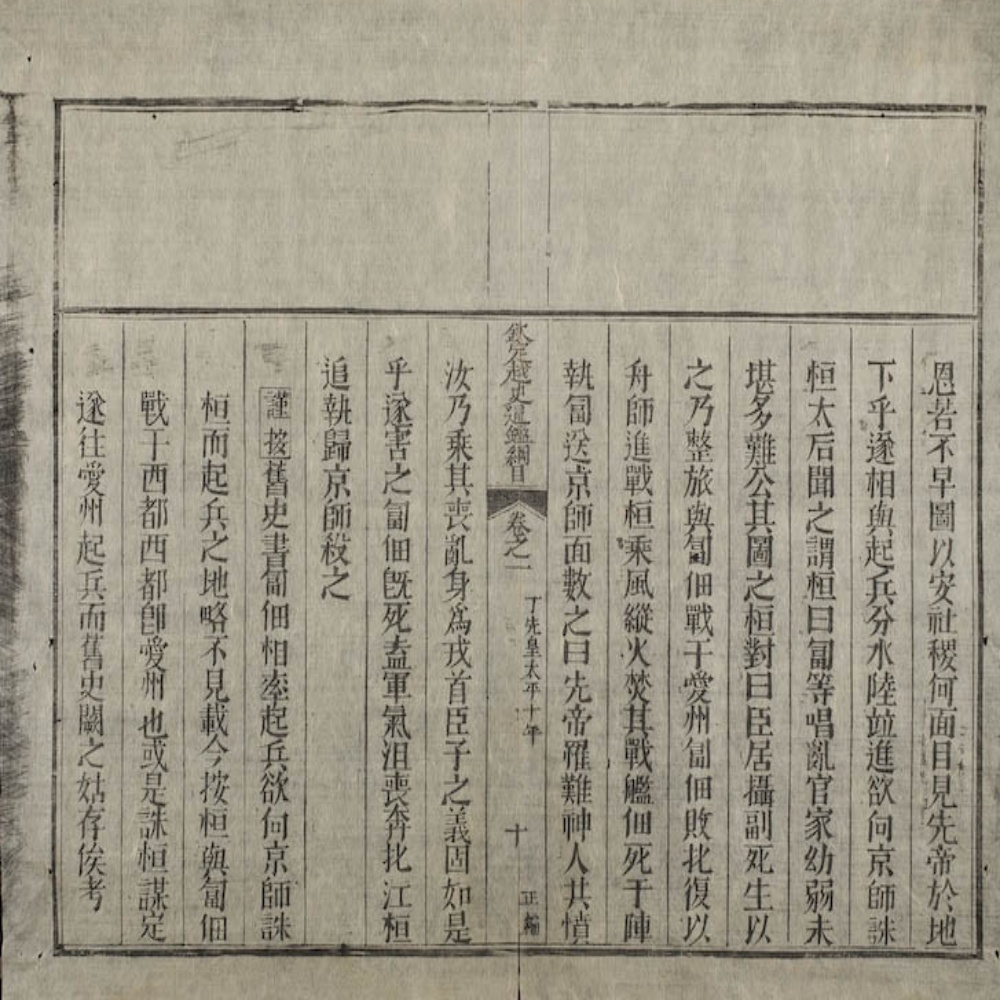 恩若不早圖以安社稷何面目見先帝於地
下乎遂相與起兵分水陸竝進欲向京師誅
桓太后聞之謂桓曰匐等唱亂官家幼弱未
堪多難公其圖之桓對曰臣居攝副死生以
之乃整旅與匐佃戰于愛州匐佃敗北復以
舟師進戰桓乘風縱火焚其戰艦佃死于陣
執匐送京師面數之曰先帝罹難神人共憤
欽定越史通鑑綱目
卷之一
丁先皇太平十年
十
正編
汝乃乘其喪亂身爲戎首臣子之義固如是
乎遂害之匐佃旣死盍軍氣沮喪奔北江桓
追執歸京師殺之
謹按舊史書匐佃相率起兵欲向京師誅
桓而起兵之地略不見載今按桓與匐佃
戰于西都西都卽愛州也或是誅桓謀定
遂往愛州起兵而舊史闕之姑存俟考